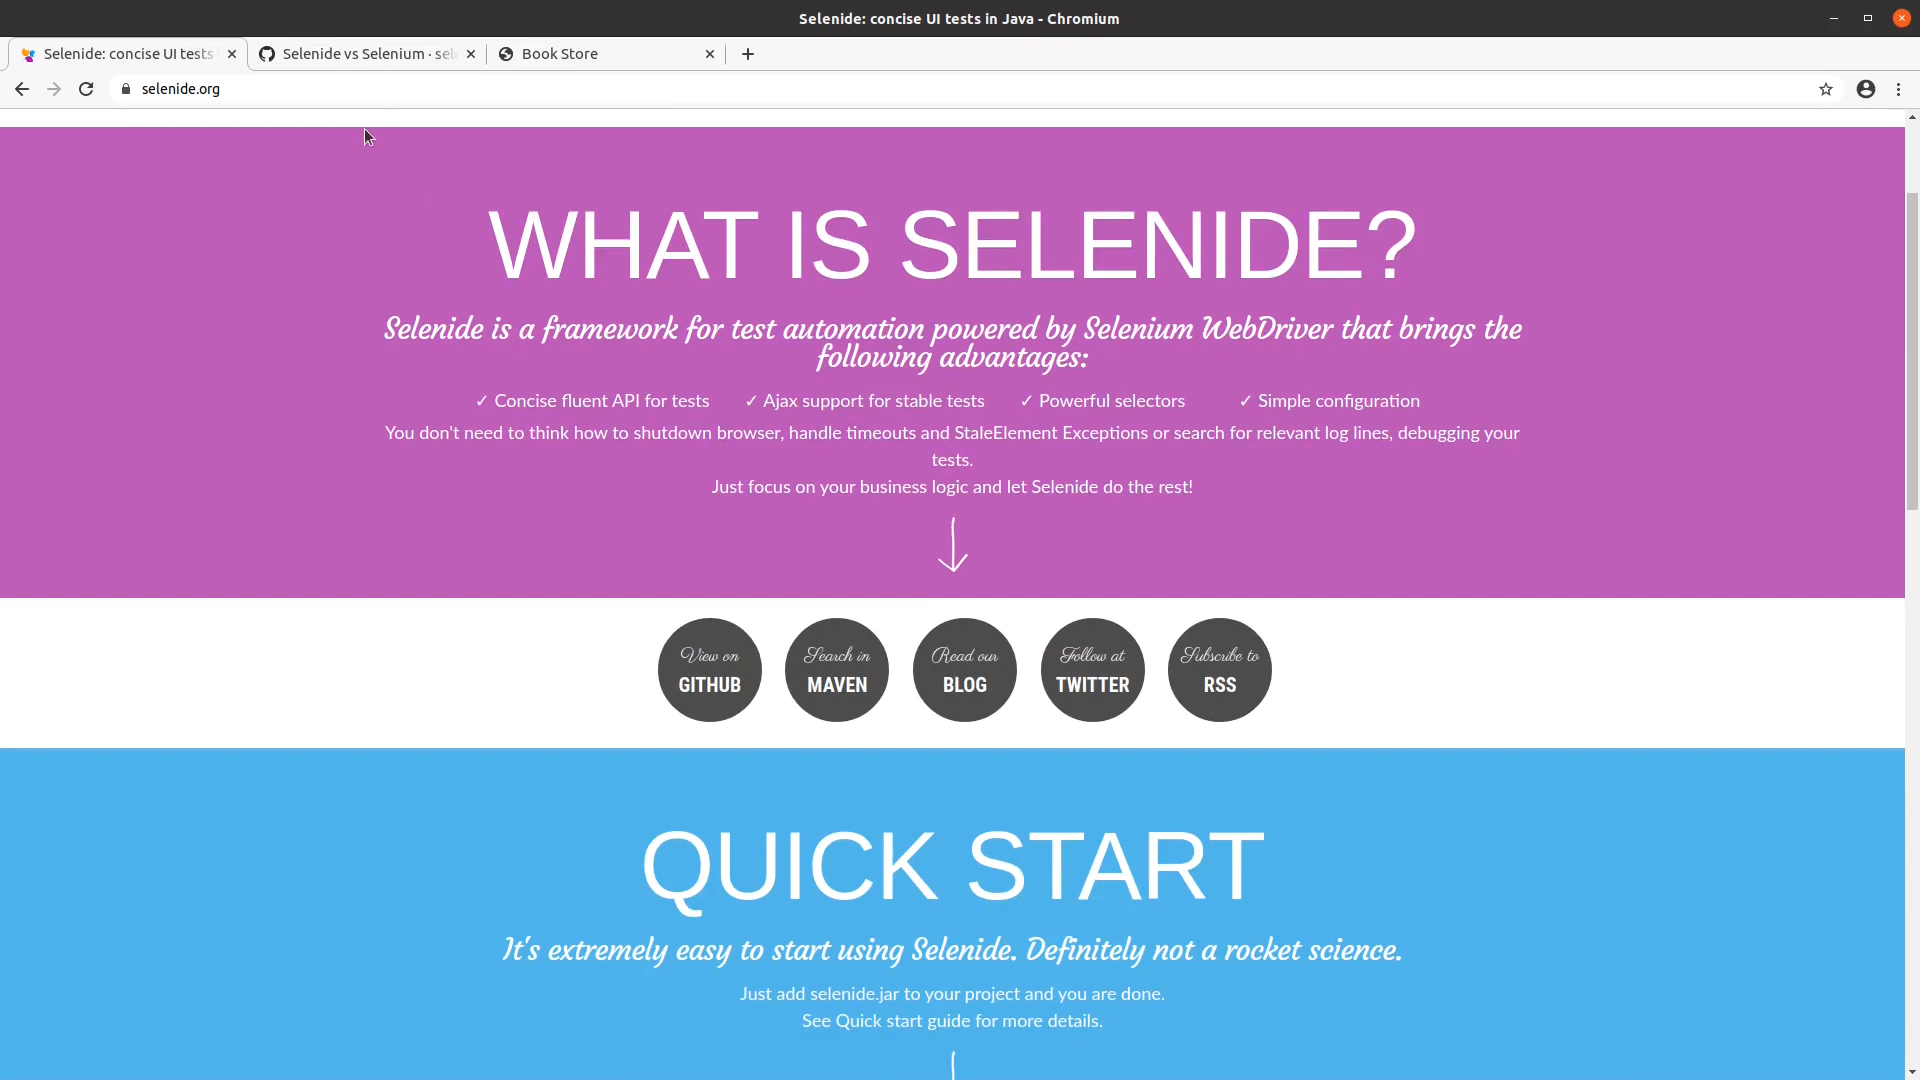 Selenide: concise UI tests in Java - Chromium
Selenide: concise UI tests
Selenide vs Selenium · sele
Book Store
selenide.org
WHAT IS SELENIDE?
Selenide is a framework for test automation powered by Selenium WebDriver that brings the
following advantages:
✓ Concise fluent API for tests ✓ Ajax support for stable tests ✓ Powerful selectors ✓ Simple configuration
You don't need to think how to shutdown browser, handle timeouts and StaleElement Exceptions or search for relevant log lines, debugging your
tests.
Just focus on your business logic and let Selenide do the rest!
View on
GITHUB
Search in
MAVEN
Read our
BLOG
Follow at
TWITTER
Subscribe to
RSS
QUICK START
It's extremely easy to start using Selenide. Definitely not a rocket science.
Just add selenide.jar to your project and you are done.
See Quick start guide for more details.